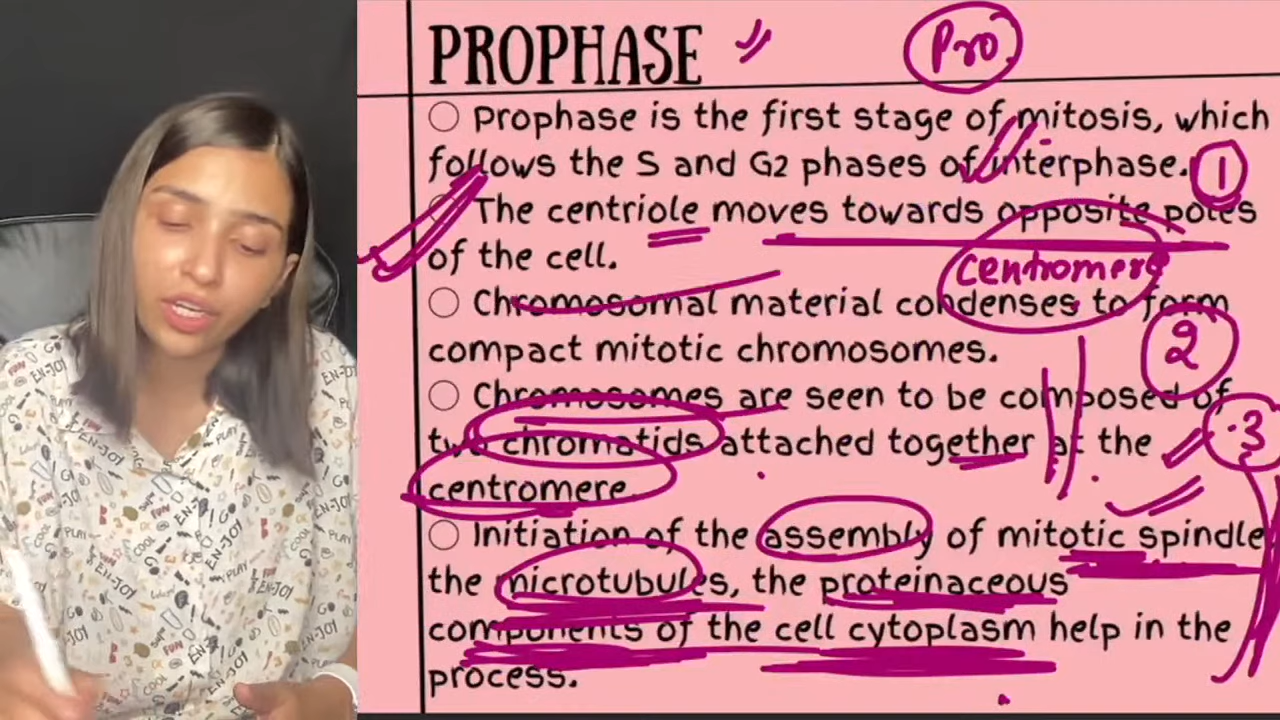 PROPHASE
Pro
Prophase is the first stage of mitosis, which
follows the S and G2 phases of interphase.
1
The centriole moves towards opposite poles
of the cell.
centromere
Chromosomal material condenses to form
compact mitotic chromosomes.
2
Chromosomes are seen to be composed of
two chromatids attached together at the
3
centromere.
Initiation of the assembly of mitotic spindle
the microtubules, the proteinaceous
components of the cell cytoplasm help in the
process.